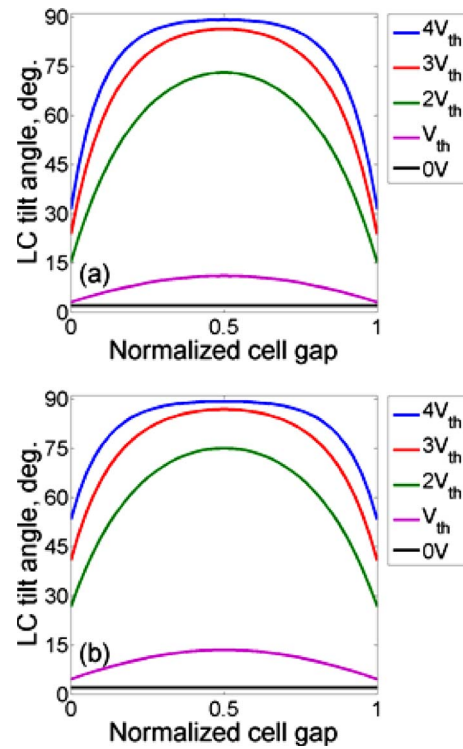 LC tilt angle, deg.
90
75
60
45
30
15
0
(a)
0 0.5 1
Normalized cell gap
4Vth
3Vth
2Vth
Vth
0V
LC tilt angle, deg.
90
75
60
45
30
15
0
(b)
0 0.5 1
Normalized cell gap
4Vth
3Vth
2Vth
Vth
0V